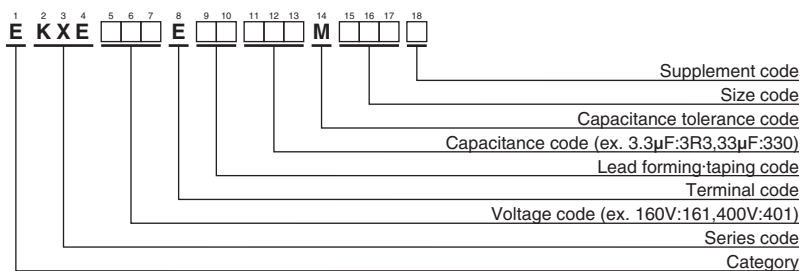 1 2 3 4 5 6 7 8 9 10 11 12 13 14 15 16 17 18
E KXE □□□ E □□ □□□ M □□□ □
Supplement code
Size code
Capacitance tolerance code
Capacitance code (ex. 3.3μF:3R3,33μF:330)
Lead forming·taping code
Terminal code
Voltage code (ex. 160V:161,400V:401)
Series code
Category